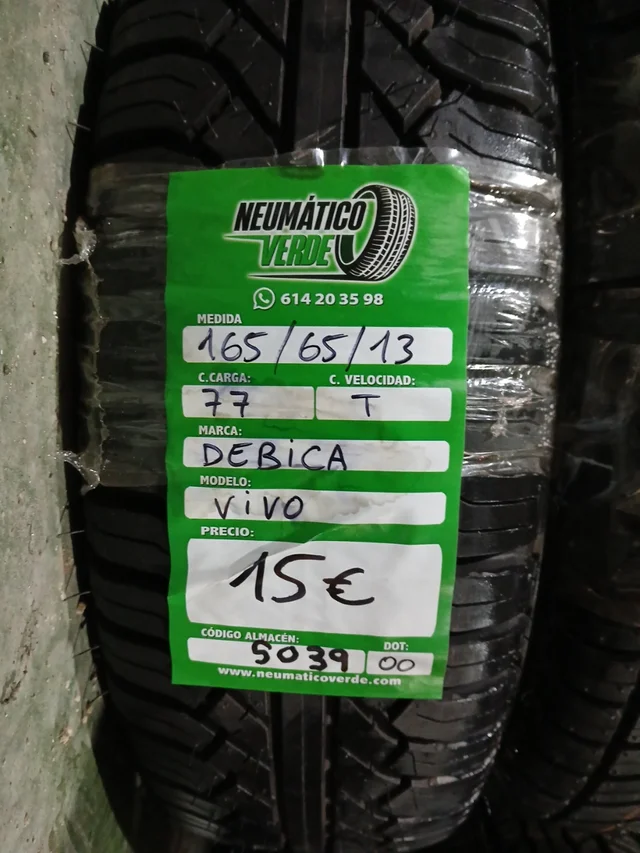 NEUMÁTICO
VERDE
614 20 35 98
MEDIDA
165/65/13
C.CARGA: C. VELOCIDAD:
77 T
MARCA:
DEBiCA
MODELO:
ViVO
PRECIO:
15€
CÓDIGO ALMACÉN: DOT:
5039 00
www.neumaticoverde.com